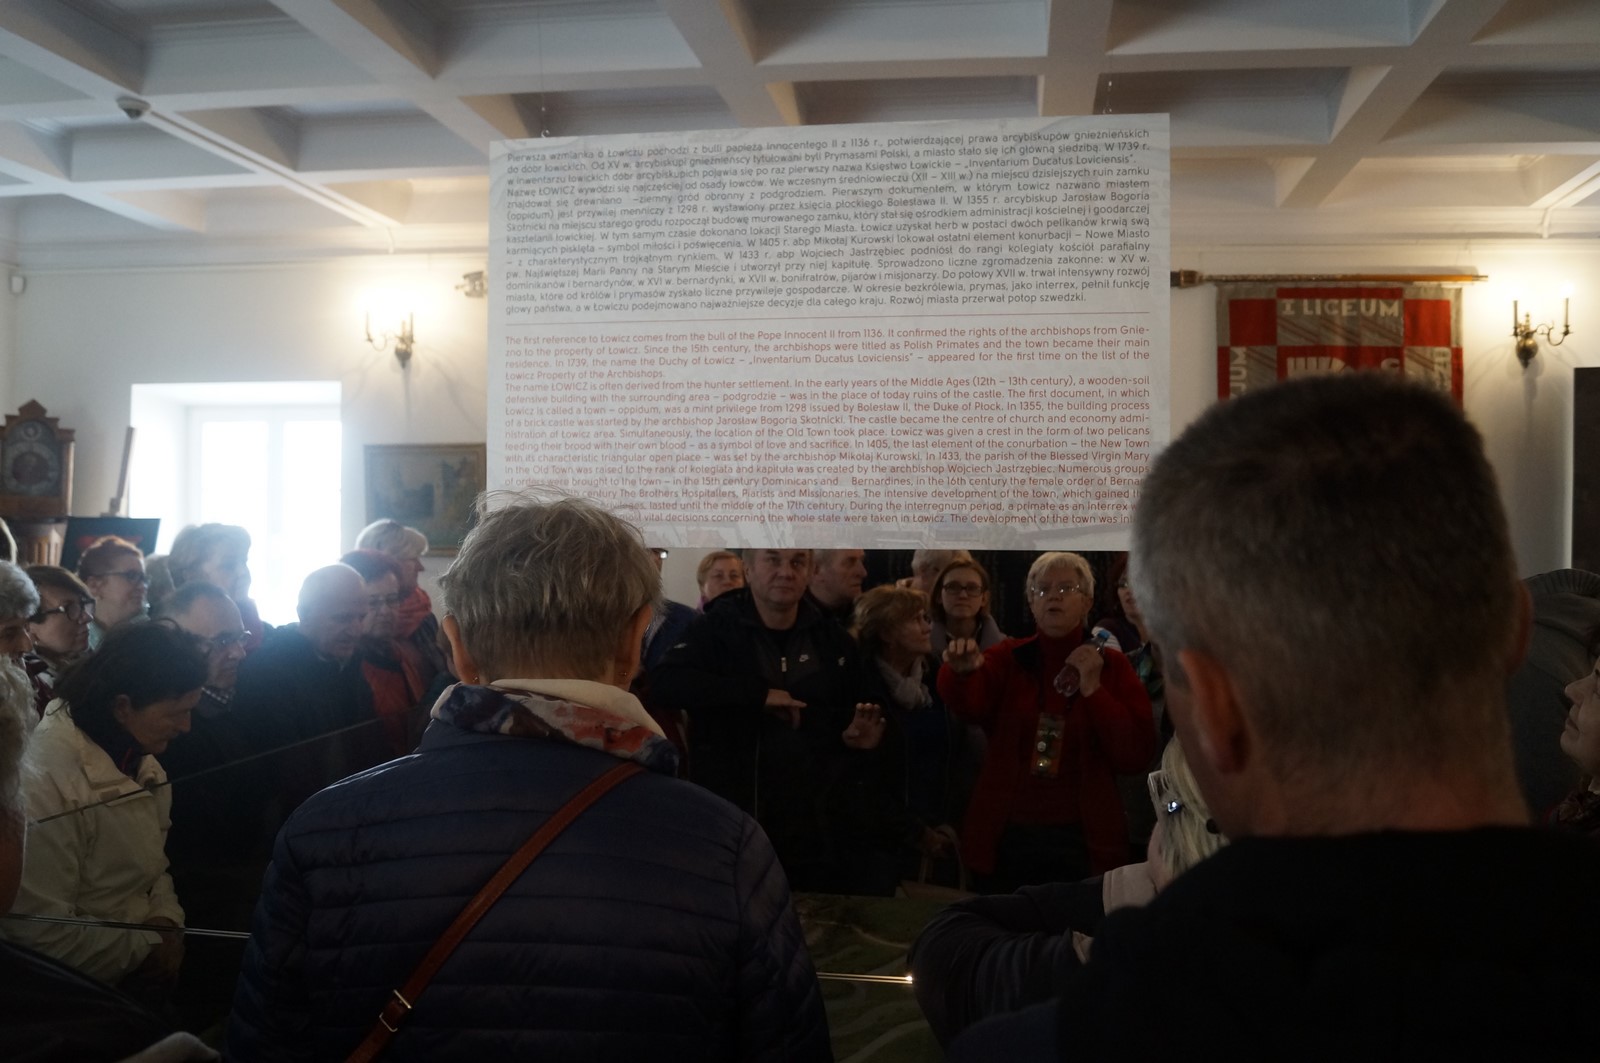 Pierwsza wzmianka o Łowiczu pochodzi z bulli papieża Innocentego II z 1136 r., potwierdzającej prawa arcybiskupów gnieźnieńskich
do dóbr łowickich. Od XV w. arcybiskupi gnieźnieńscy tytułowani byli Prymasami Polski, a miasto stało się ich główną siedzibą. W 1739 r.
w inwentarzu łowickich dóbr arcybiskupich pojawia się po raz pierwszy nazwa Księstwo Łowickie – „Inventarium Ducatus Loviciensis".
Nazwę ŁOWICZ wywodzi się najczęściej od osady łowców. We wczesnym średniowieczu (XII – XIII w.) na miejscu dzisiejszych ruin zamku
znajdował się drewniano –ziemny gród obronny z podgrodziem. Pierwszym dokumentem, w którym Łowicz nazwano miastem
(oppidum) jest przywilej menniczy z 1298 r. wystawiony przez księcia płockiego Bolesława II. W 1355 r. arcybiskup Jarosław Bogoria
Skotnicki na miejscu starego grodu rozpoczął budowę murowanego zamku, który stał się ośrodkiem administracji kościelnej i goodarczej
kasztelanii łowickiej. W tym samym czasie dokonano lokacji Starego Miasta. Łowicz uzyskał herb w postaci dwóch pelikanów krwią swą
karmiących pisklęta – symbol miłości i poświęcenia. W 1405 r. abp Mikołaj Kurowski lokował ostatni element konurbacji – Nowe Miasto
– z charakterystycznym trójkątnym rynkiem. W 1433 r. abp Wojciech Jastrzębiec podniósł do rangi kolegiaty kościół parafialny
pw. Najświętszej Marii Panny na Starym Mieście i utworzył przy niej kapitułę. Sprowadzono liczne zgromadzenia zakonne: w XV w.
dominikanów i bernardynów, w XVI w. bernardynki, w XVII w. bonifratrów, pijarów i misjonarzy. Do połowy XVII w. trwał intensywny rozwój
miasta, które od królów i prymasów zyskało liczne przywileje gospodarcze. W okresie bezkrólewia, prymas, jako interrex, pełnił funkcję
głowy państwa, a w Łowiczu podejmowano najważniejsze decyzje dla całego kraju. Rozwój miasta przerwał potop szwedzki.
The first reference to Łowicz comes from the bull of the Pope Innocent II from 1136. It confirmed the rights of the archbishops from Gnie-
zno to the property of Łowicz. Since the 15th century, the archbishops were titled as Polish Primates and the town became their main
residence. In 1739, the name the Duchy of Łowicz – „Inventarium Ducatus Loviciensis" – appeared for the first time on the list of the
Łowicz Property of the Archbishops.
The name ŁOWICZ is often derived from the hunter settlement. In the early years of the Middle Ages (12th – 13th century), a wooden-soil
defensive building with the surrounding area – podgrodzie – was in the place of today ruins of the castle. The first document, in which
Łowicz is called a town – oppidum, was a mint privilege from 1298 issued by Bolesław II, the Duke of Płock. In 1355, the building process
of a brick castle was started by the archbishop Jarosław Bogoria Skotnicki. The castle became the centre of church and economy admi-
nistration of Łowicz area. Simultaneously, the location of the Old Town took place. Łowicz was given a crest in the form of two pelicans
feeding their brood with their own blood – as a symbol of love and sacrifice. In 1405, the last element of the conurbation – the New Town
with its characteristic triangular open place – was set by the archbishop Mikołaj Kurowski. In 1433, the parish of the Blessed Virgin Mary
in the Old Town was raised to the rank of kolegiata and kapituła was created by the archbishop Wojciech Jastrzębiec. Numerous groups
of orders were brought to the town – in the 15th century Dominicans and Bernardines, in the 16th century the female order of Bernar
century The Brothers Hospitallers, Piarists and Missionaries. The intensive development of the town, which gained
lasted until the middle of the 17th century. During the interregnum period, a primate as an Interrex
most vital decisions concerning the whole state were taken in Łowicz. The development of the town was
I LICEUM